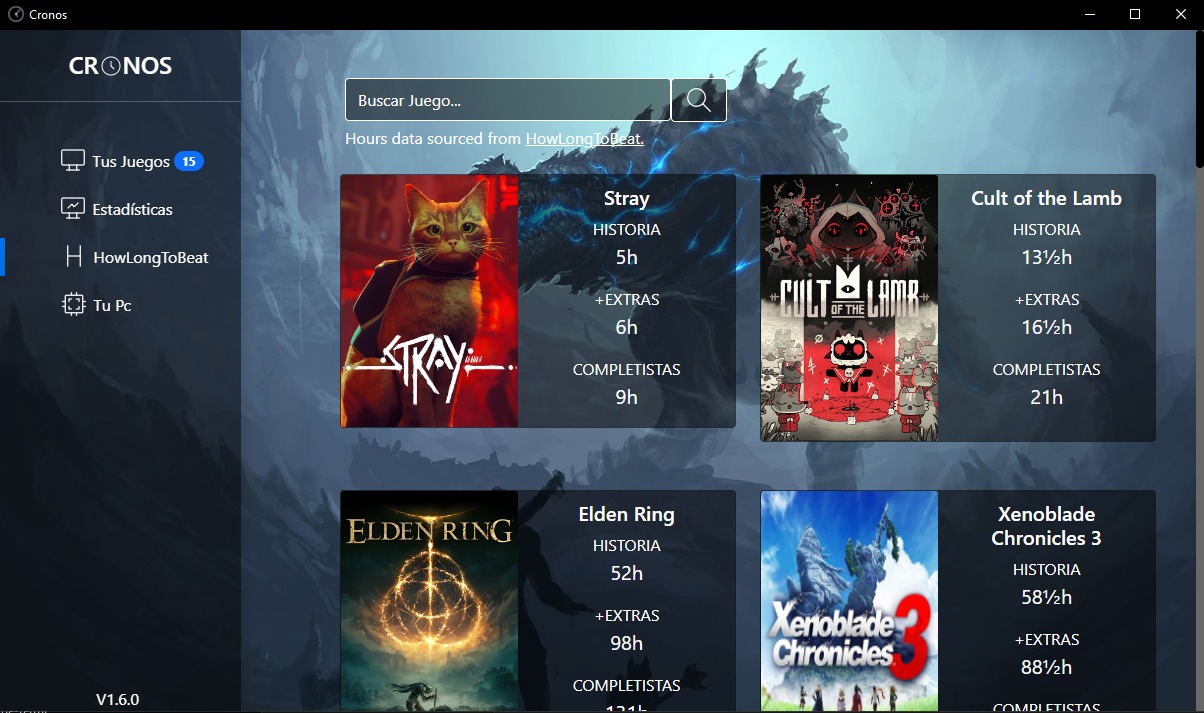 Cronos
CRONOS
Tus Juegos 15
Estadísticas
HowLongToBeat
Tu Pc
V1.6.0
Buscar Juego...
Hours data sourced from HowLongToBeat.
STRAY
Stray
HISTORIA
5h
+EXTRAS
6h
COMPLETISTAS
9h
CULT
OF THE
LAMB
Cult of the Lamb
HISTORIA
13½h
+EXTRAS
16½h
COMPLETISTAS
21h
ELDEN RING
Elden Ring
HISTORIA
52h
+EXTRAS
98h
COMPLETISTAS
131h
Xenoblade
Chronicles 3
Xenoblade
Chronicles 3
HISTORIA
58½h
+EXTRAS
88½h
COMPLETISTAS